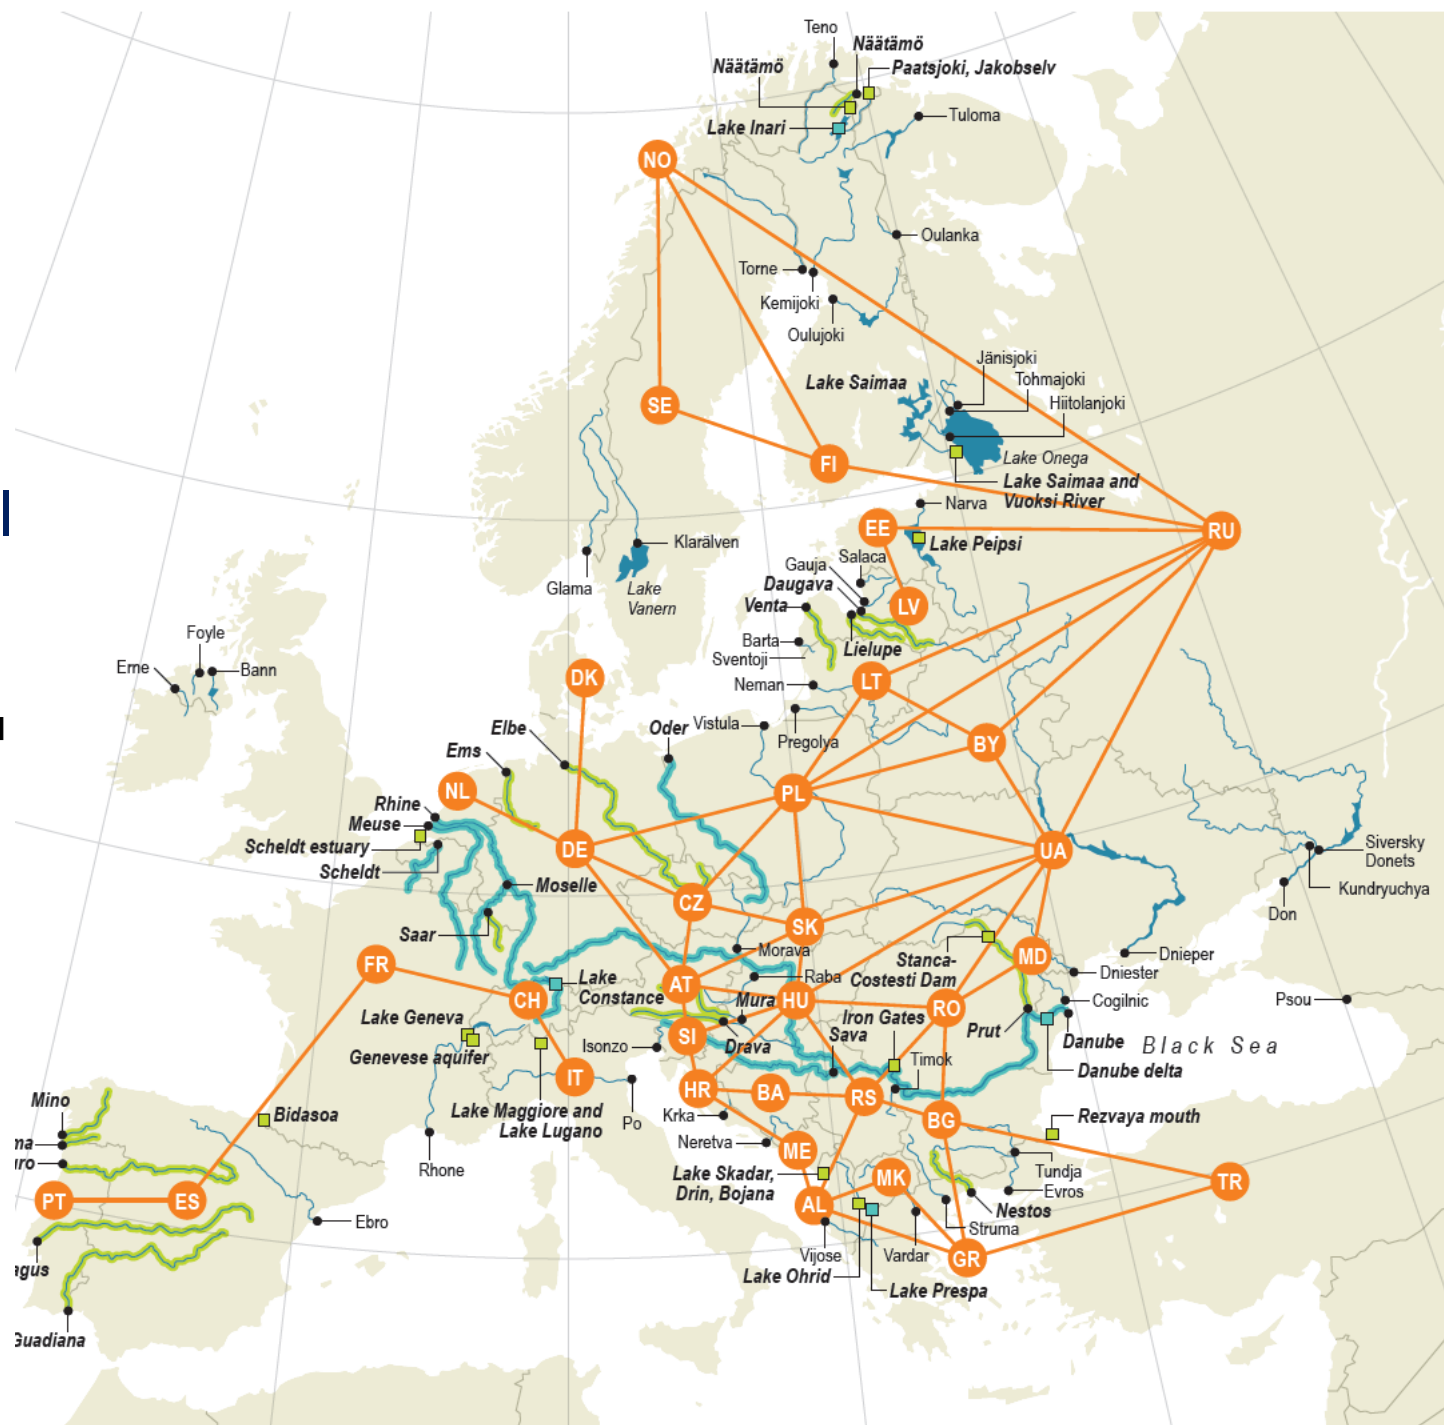 Teno
Näätämö
Näätämö
Paatsjoki, Jakobselv
Lake Inari
Tuloma
NO
Oulanka
Torne
Kemijoki
Oulujoki
Jänisjoki
Lake Saimaa
Tohmajoki
Hiitolanjoki
SE
FI
Lake Onega
Lake Saimaa and
Vuoksi River
Narva
EE
RU
Klarälven
Lake Peipsi
Salaca
Gauja
Daugava
Glama
Lake
Vanern
Venta
LV
Foyle
Barta
Lielupe
Sventoji
Erne
Bann
DK
Neman
LT
Elbe
Oder
Vistula
Pregolya
BY
Ems
NL
PL
Rhine
Meuse
Scheldt estuary
DE
UA
Siversky
Donets
Scheldt
Moselle
Kundryuchya
CZ
Don
Saar
SK
Morava
Stanca-
Costesti Dam
MD
Dnieper
FR
Raba
Dniester
Lake
Constance
AT
CH
Mura
HU
RO
Cogilnic
Psou
Lake Geneva
Iron Gates
Prut
Genevese aquifer
Isonzo
SI
Drava
Sava
Danube
Black Sea
Timok
Danube delta
IT
HR
BA
RS
Mino
Bidasoa
Lake Maggiore and
Lake Lugano
Po
Krka
BG
Rezvaya mouth
ma
Neretva
ME
uro
Rhone
Lake Skadar,
Drin, Bojana
MK
Tundja
TR
PT
ES
AL
Evros
Nestos
Ebro
Struma
Vijose
Vardar
GR
agus
Lake Ohrid
Lake Prespa
Guadiana